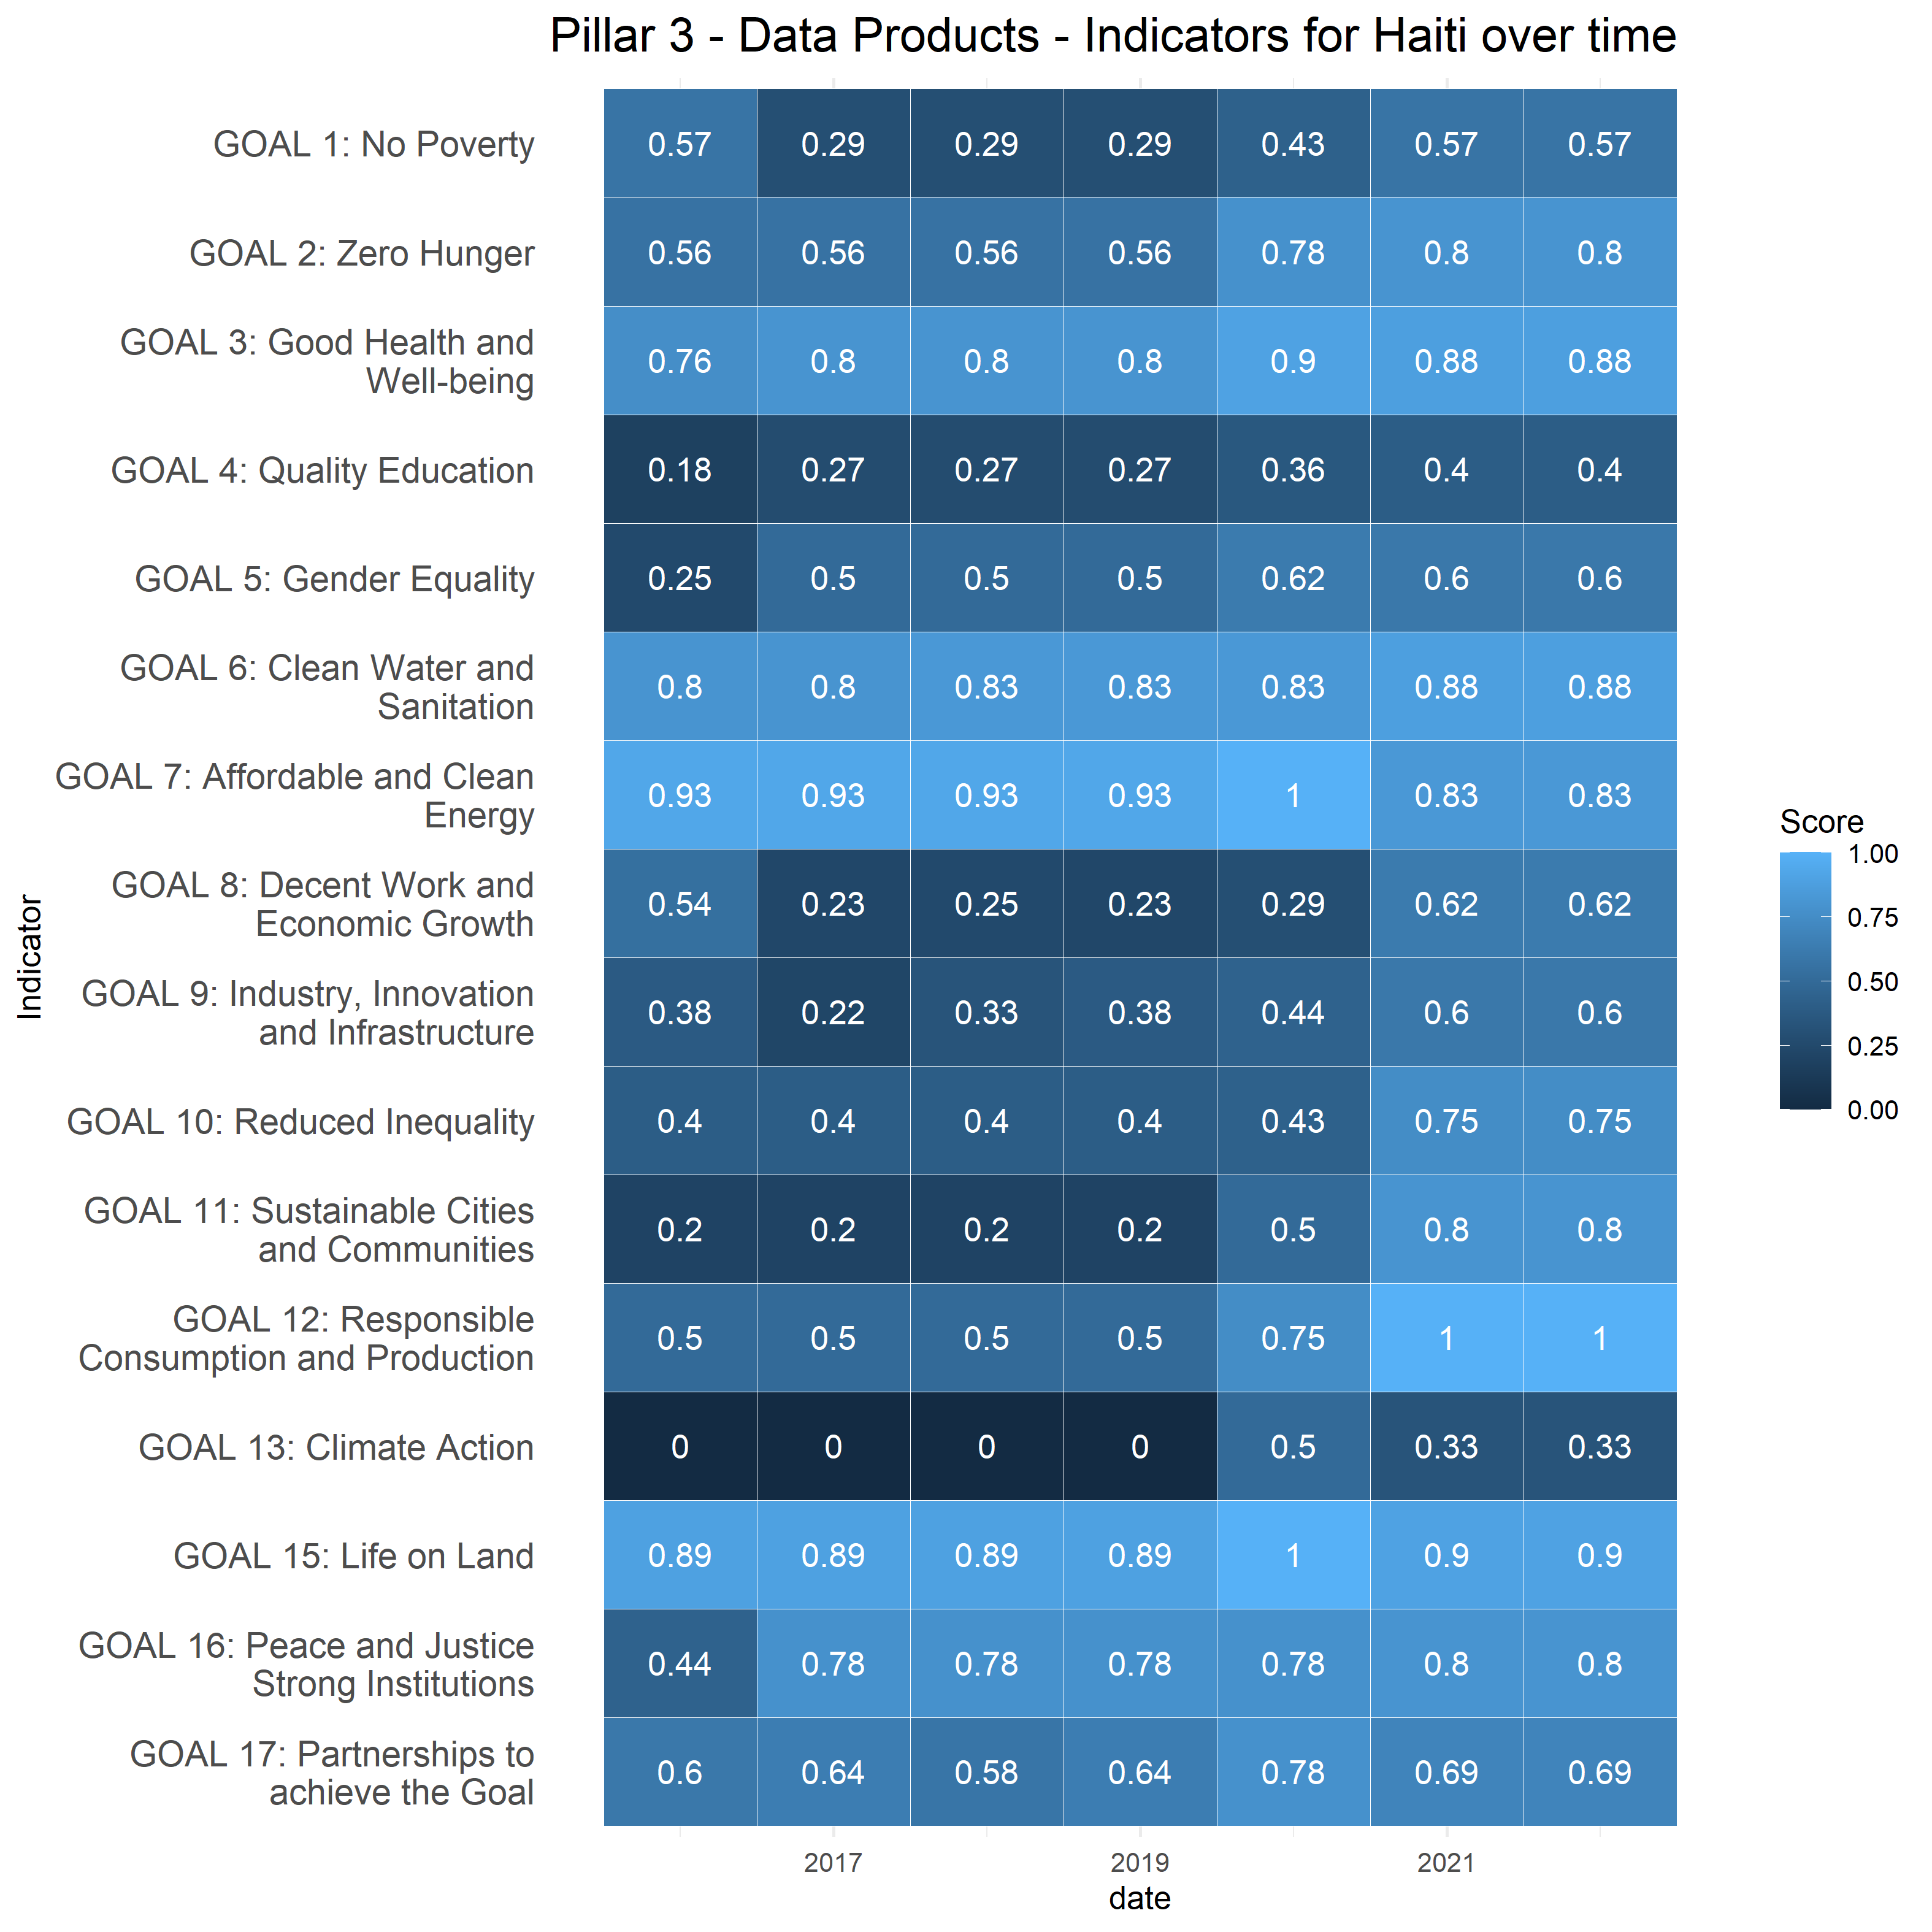 Pillar 3 - Data Products - Indicators for Haiti over time
Indicator
GOAL 1: No Poverty
0.57 0.29 0.29 0.29 0.43 0.57 0.57
GOAL 2: Zero Hunger
0.56 0.56 0.56 0.56 0.78 0.8 0.8
GOAL 3: Good Health and
Well-being
0.76 0.8 0.8 0.8 0.9 0.88 0.88
GOAL 4: Quality Education
0.18 0.27 0.27 0.27 0.36 0.4 0.4
GOAL 5: Gender Equality
0.25 0.5 0.5 0.5 0.62 0.6 0.6
GOAL 6: Clean Water and
Sanitation
0.8 0.8 0.83 0.83 0.83 0.88 0.88
GOAL 7: Affordable and Clean
Energy
0.93 0.93 0.93 0.93 1 0.83 0.83
GOAL 8: Decent Work and
Economic Growth
0.54 0.23 0.25 0.23 0.29 0.62 0.62
GOAL 9: Industry, Innovation
and Infrastructure
0.38 0.22 0.33 0.38 0.44 0.6 0.6
GOAL 10: Reduced Inequality
0.4 0.4 0.4 0.4 0.43 0.75 0.75
GOAL 11: Sustainable Cities
and Communities
0.2 0.2 0.2 0.2 0.5 0.8 0.8
GOAL 12: Responsible
Consumption and Production
0.5 0.5 0.5 0.5 0.75 1 1
GOAL 13: Climate Action
0 0 0 0 0.5 0.33 0.33
GOAL 15: Life on Land
0.89 0.89 0.89 0.89 1 0.9 0.9
GOAL 16: Peace and Justice
Strong Institutions
0.44 0.78 0.78 0.78 0.78 0.8 0.8
GOAL 17: Partnerships to
achieve the Goal
0.6 0.64 0.58 0.64 0.78 0.69 0.69
2017 2019 2021
date
Score
1.00
0.75
0.50
0.25
0.00